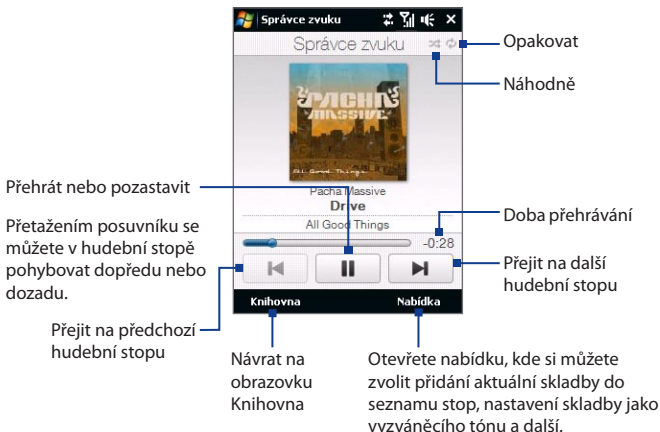 Správce zvuku
Správce zvuku
Opakovat
Náhodně
PACHA
MASSIVE
All Good Things
Pacha Massive
Drive
All Good Things
-0:28
Přehrát nebo pozastavit
Přetažením posuvníku se
můžete v hudební stopě
pohybovat dopředu nebo
dozadu.
Doba přehrávání
Přejit na další
hudební stopu
Knihovna
Nabídka
Přejit na předchozí
hudební stopu
Návrat na
obrazovku
Knihovna
Otevřete nabídku, kde si můžete
zvolit přidání aktuální skladby do
seznamu stop, nastavení skladby jako
vyzváněcího tónu a další.